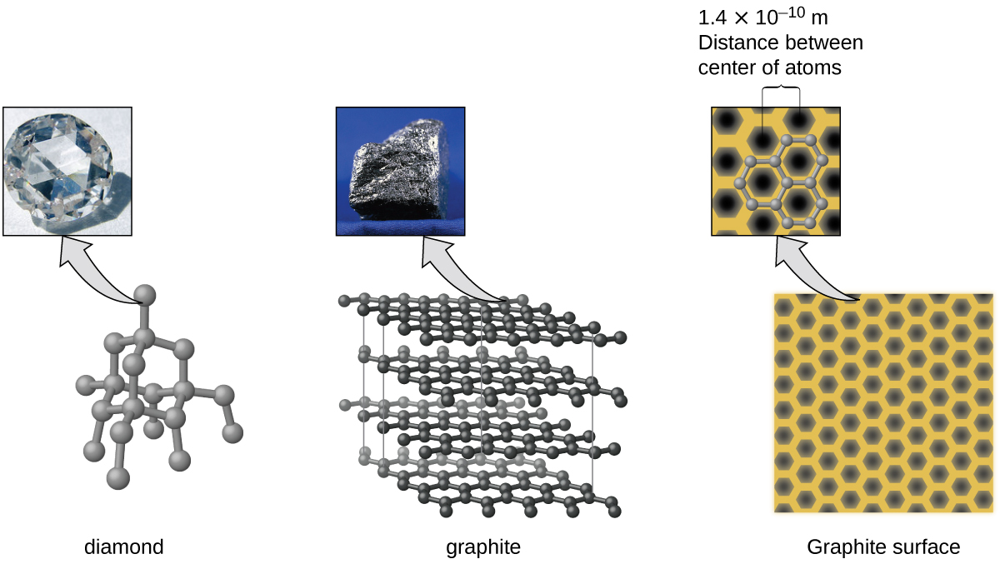 1.4 × 10⁻¹⁰ m
Distance between
center of atoms
diamond
graphite
Graphite surface